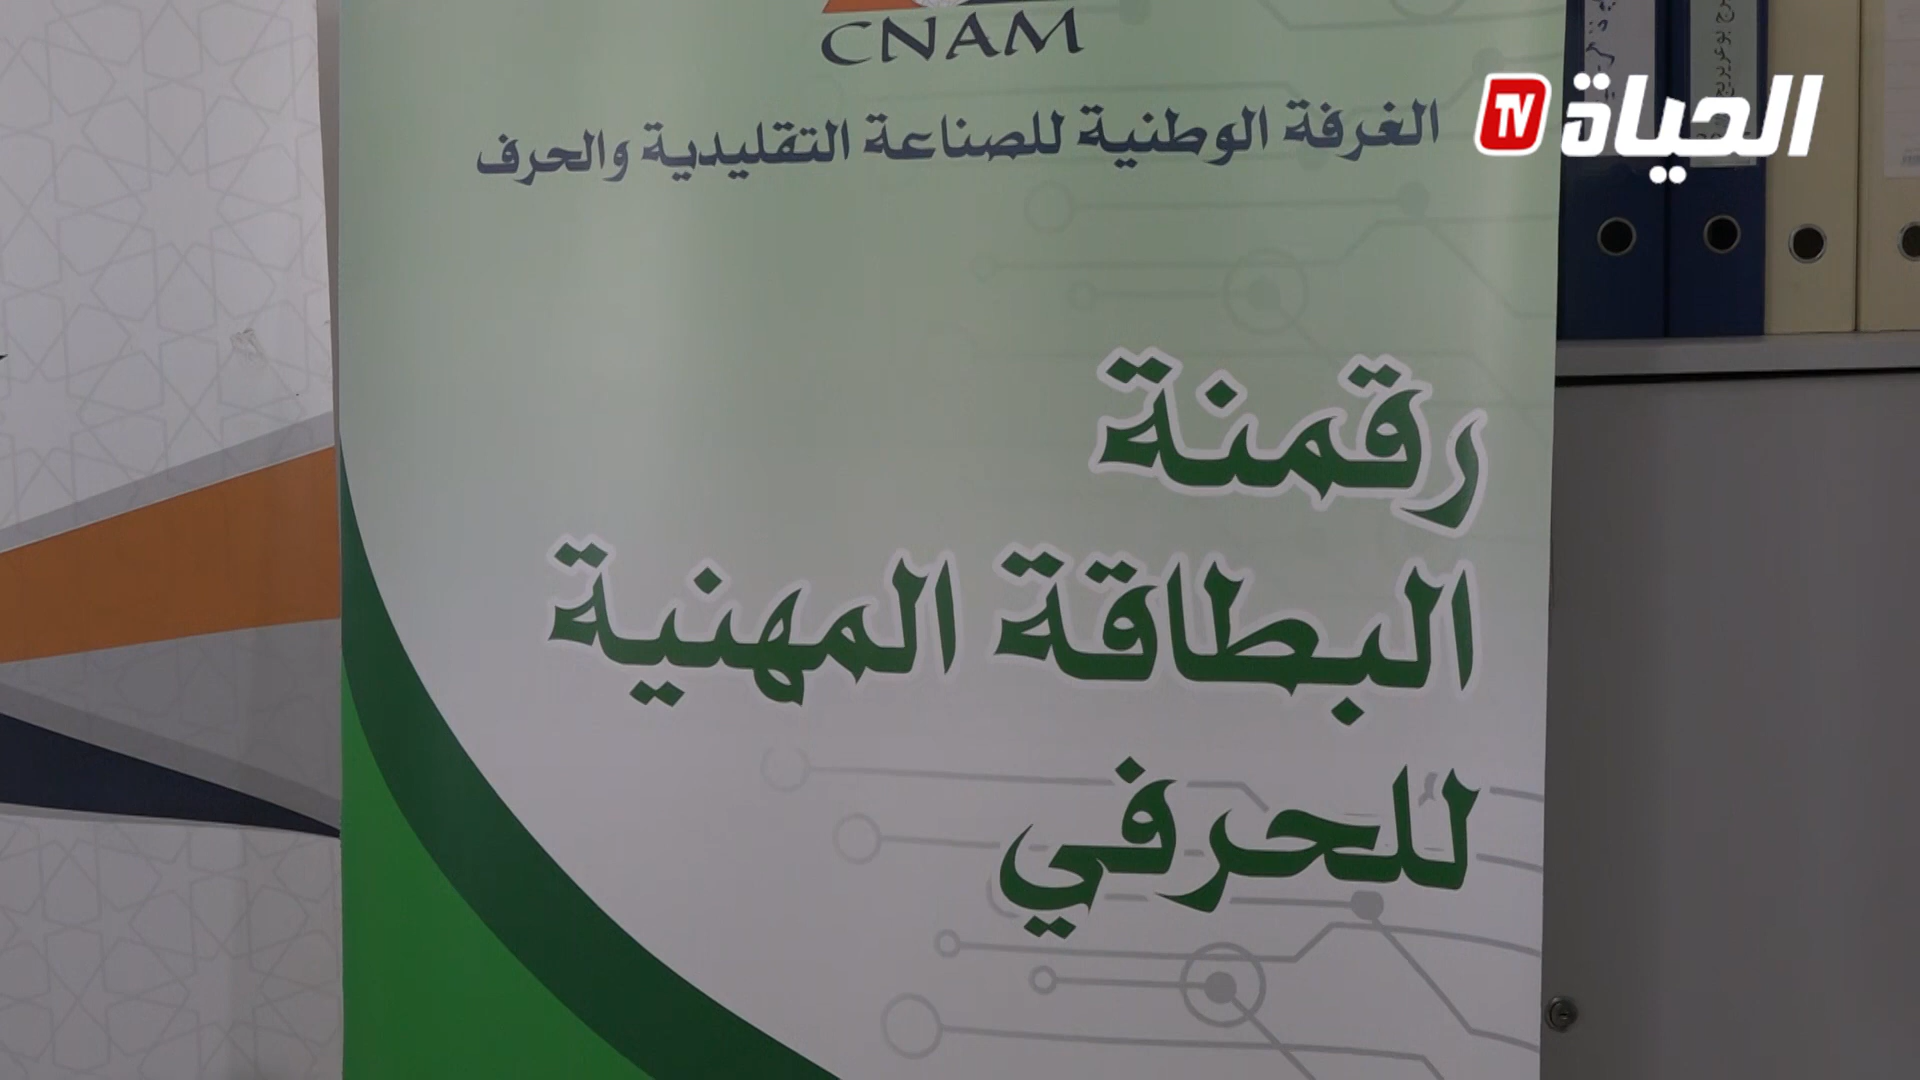 CNAM
الغرفة الوطنية للصناعة التقليدية والحرف
الحياة TV
رقمنة
البطاقة المهنية
للحرفي